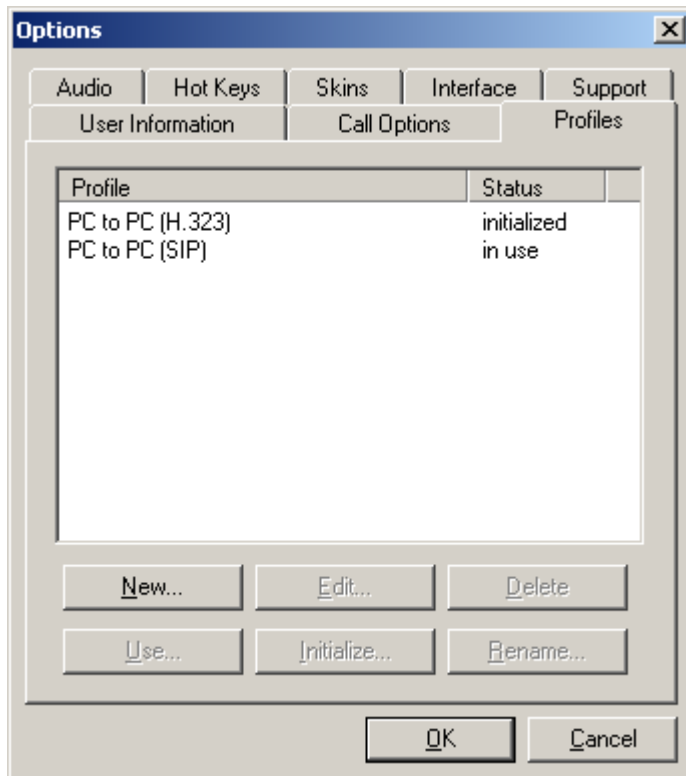 Options
Audio Hot Keys Skins Interface Support
User Information Call Options Profiles
Profile Status
PC to PC (H.323) initialized
PC to PC (SIP) in use
New... Edit... Delete
Use... Initialize... Rename...
OK Cancel